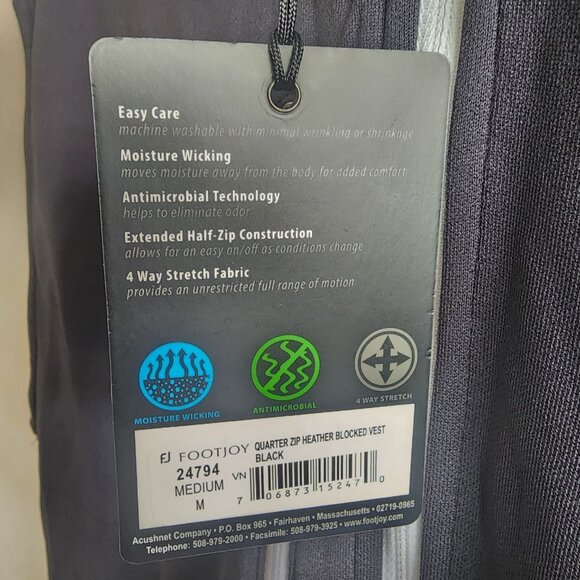 Easy Care
machine washable with minimal wrinkling or shrinkage
Moisture Wicking
moves moisture away from the body for added comfort
Antimicrobial Technology
helps to eliminate odor
Extended Half-Zip Construction
allows for an easy on/off as conditions change
4 Way Stretch Fabric
provides an unrestricted full range of motion
MOISTURE WICKING
ANTIMICROBIAL
4 WAY STRETCH
FJ FOOTJOY
QUARTER ZIP HEATHER BLOCKED VEST
BLACK
24794
MEDIUM
M
VN
7 06873 15247 0
Acushnet Company • P.O. Box 965 • Fairhaven • Massachusetts • 02719-0965
Telephone: 508-979-2000 • Facsimile: 508-979-3925 • www.footjoy.com